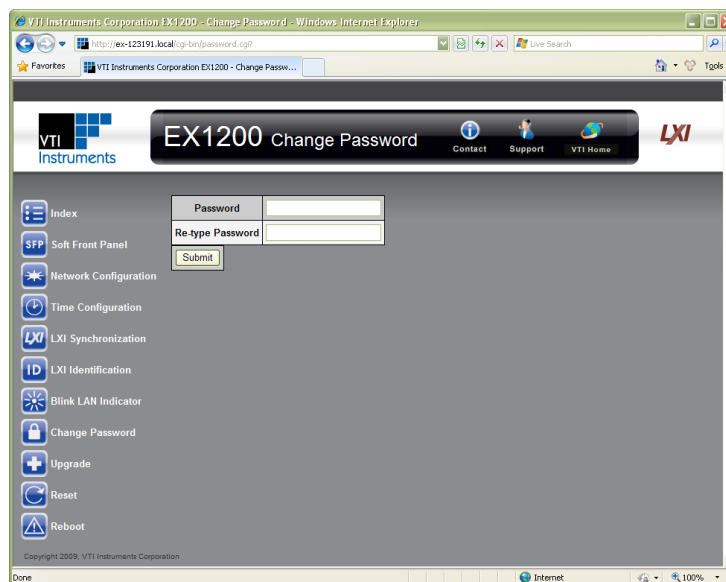 VTI Instruments Corporation EX1200 - Change Password - Windows Internet Explorer
http://ex-123191.local/cgi-bin/password.cgi?
Live Search
Favorites
VTI Instruments Corporation EX1200 - Change Passw...
Tools
VTI
Instruments
EX1200 Change Password
Contact
Support
VTI Home
LXI
Index
SFP Soft Front Panel
Network Configuration
Time Configuration
LXI LXI Synchronization
ID LXI Identification
Blink LAN Indicator
Change Password
Upgrade
Reset
Reboot
Password
Re-type Password
Submit
Copyright 2009, VTI Instruments Corporation
Done
Internet
100%